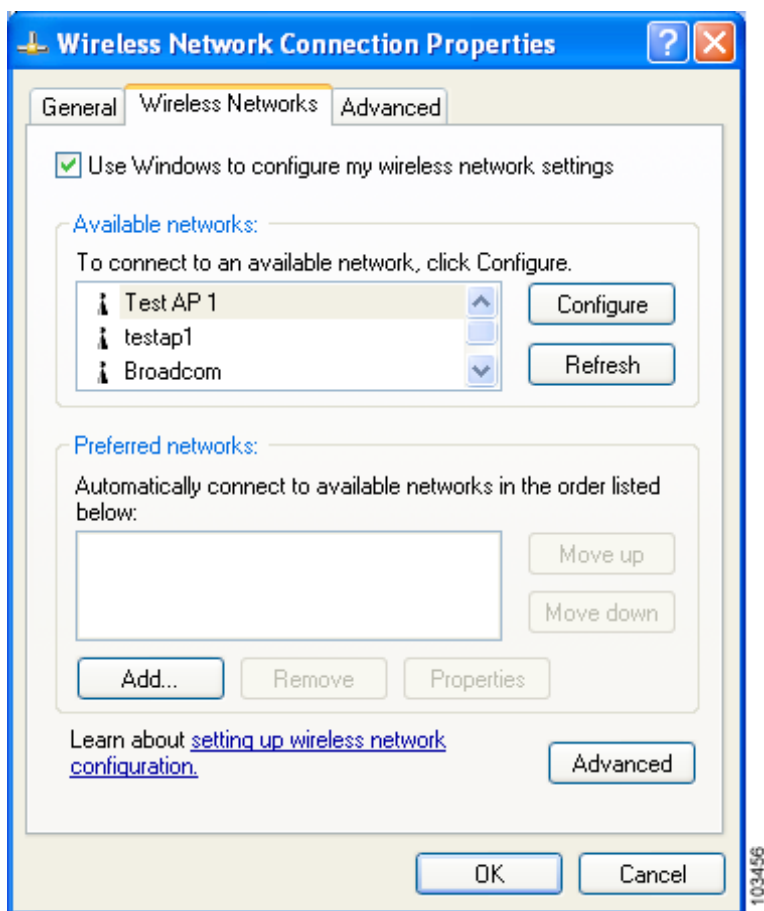 Wireless Network Connection Properties
?
General
Wireless Networks
Advanced
Use Windows to configure my wireless network settings
Available networks:
To connect to an available network, click Configure.
Test AP 1
testap1
Broadcom
Configure
Refresh
Preferred networks:
Automatically connect to available networks in the order listed
below:
Move up
Move down
Add...
Remove
Properties
Learn about setting up wireless network
configuration.
Advanced
OK
Cancel
103456